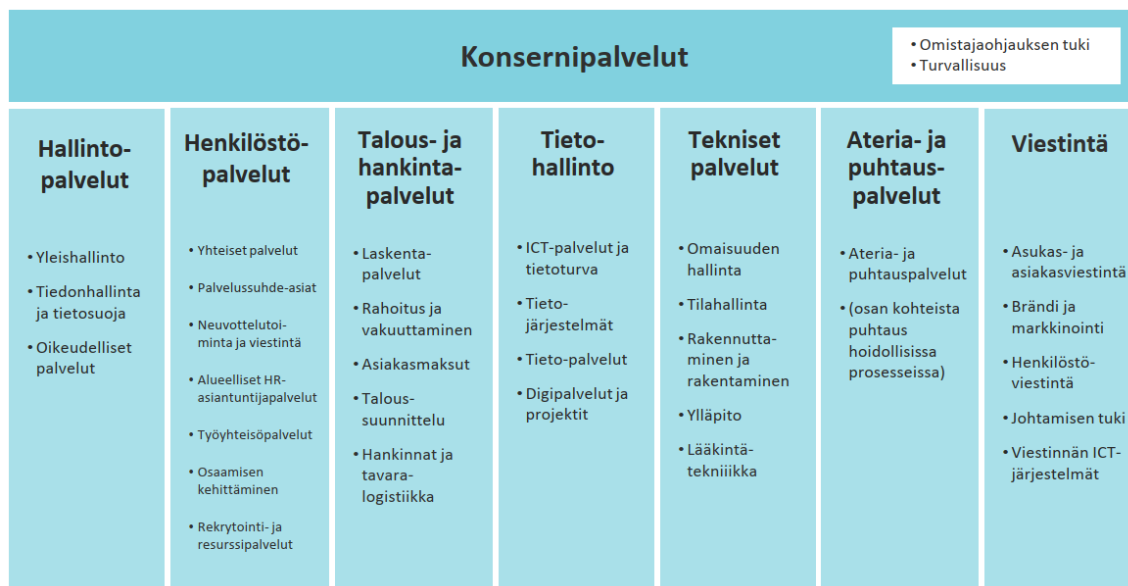 Konsernipalvelut
• Omistajaohjauksen tuki
• Turvallisuus
Hallinto-
palvelut
• Yleishallinto
• Tiedonhallinta
ja tietosuoja
• Oikeudelliset
palvelut
Henkilöstö-
palvelut
• Yhteiset palvelut
• Palvelussuhde-asiat
• Neuvottelutoi-
minta ja viestintä
• Alueelliset HR-
asiantuntijapalvelut
• Työyhteisöpalvelut
• Osaamisen
kehittäminen
• Rekrytointi- ja
resurssipalvelut
Talous- ja
hankinta-
palvelut
• Laskenta-
palvelut
• Rahoitus ja
vakuuttaminen
• Asiakasmaksut
• Talous-
suunnittelu
• Hankinnat ja
tavara-
logistiikka
Tieto-
hallinto
• ICT-palvelut ja
tietoturva
• Tieto-
järjestelmät
• Tieto-palvelut
• Digipalvelut ja
projektit
Tekniset
palvelut
• Omaisuuden
hallinta
• Tilahallinta
• Rakennutta-
minen ja
rakentaminen
• Ylläpito
• Lääkintä-
tekniiikka
Ateria- ja
puhtaus-
palvelut
• Ateria- ja
puhtauspalvelut
• (osan kohteista
puhtaus
hoidollisissa
prosesseissa)
Viestintä
• Asukas- ja
asiakasviestintä
• Brändi ja
markkinointi
• Henkilöstö-
viestintä
• Johtamisen tuki
• Viestinnän ICT-
järjestelmät